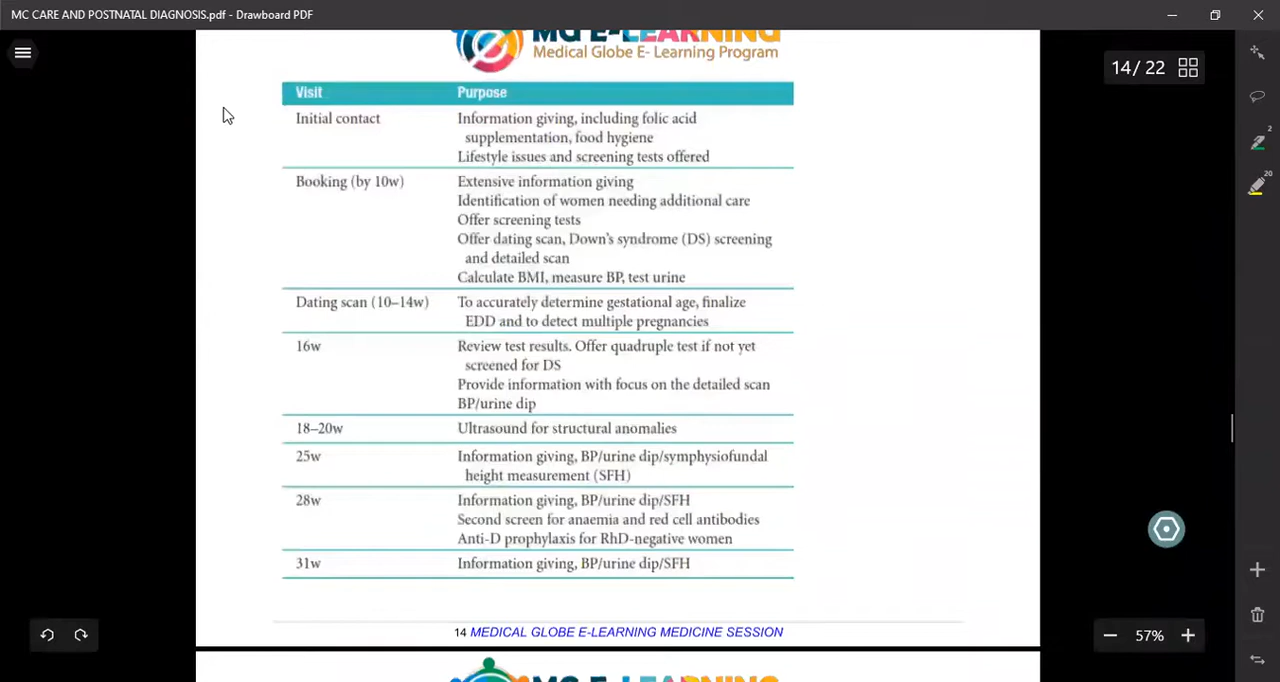 MC CARE AND POSTNATAL DIAGNOSIS.pdf - Drawboard PDF
MG E-LEARNING
Medical Globe E- Learning Program
14/ 22
2
20
Visit Purpose
Initial contact Information giving, including folic acid
supplementation, food hygiene
Lifestyle issues and screening tests offered
Booking (by 10w) Extensive information giving
Identification of women needing additional care
Offer screening tests
Offer dating scan, Down's syndrome (DS) screening
and detailed scan
Calculate BMI, measure BP, test urine
Dating scan (10–14w) To accurately determine gestational age, finalize
EDD and to detect multiple pregnancies
16w Review test results. Offer quadruple test if not yet
screened for DS
Provide information with focus on the detailed scan
BP/urine dip
18–20w Ultrasound for structural anomalies
25w Information giving, BP/urine dip/symphysiofundal
height measurement (SFH)
28w Information giving, BP/urine dip/SFH
Second screen for anaemia and red cell antibodies
Anti-D prophylaxis for RhD-negative women
31w Information giving, BP/urine dip/SFH
14 MEDICAL GLOBE E-LEARNING MEDICINE SESSION
57%
MG E-LEARNING